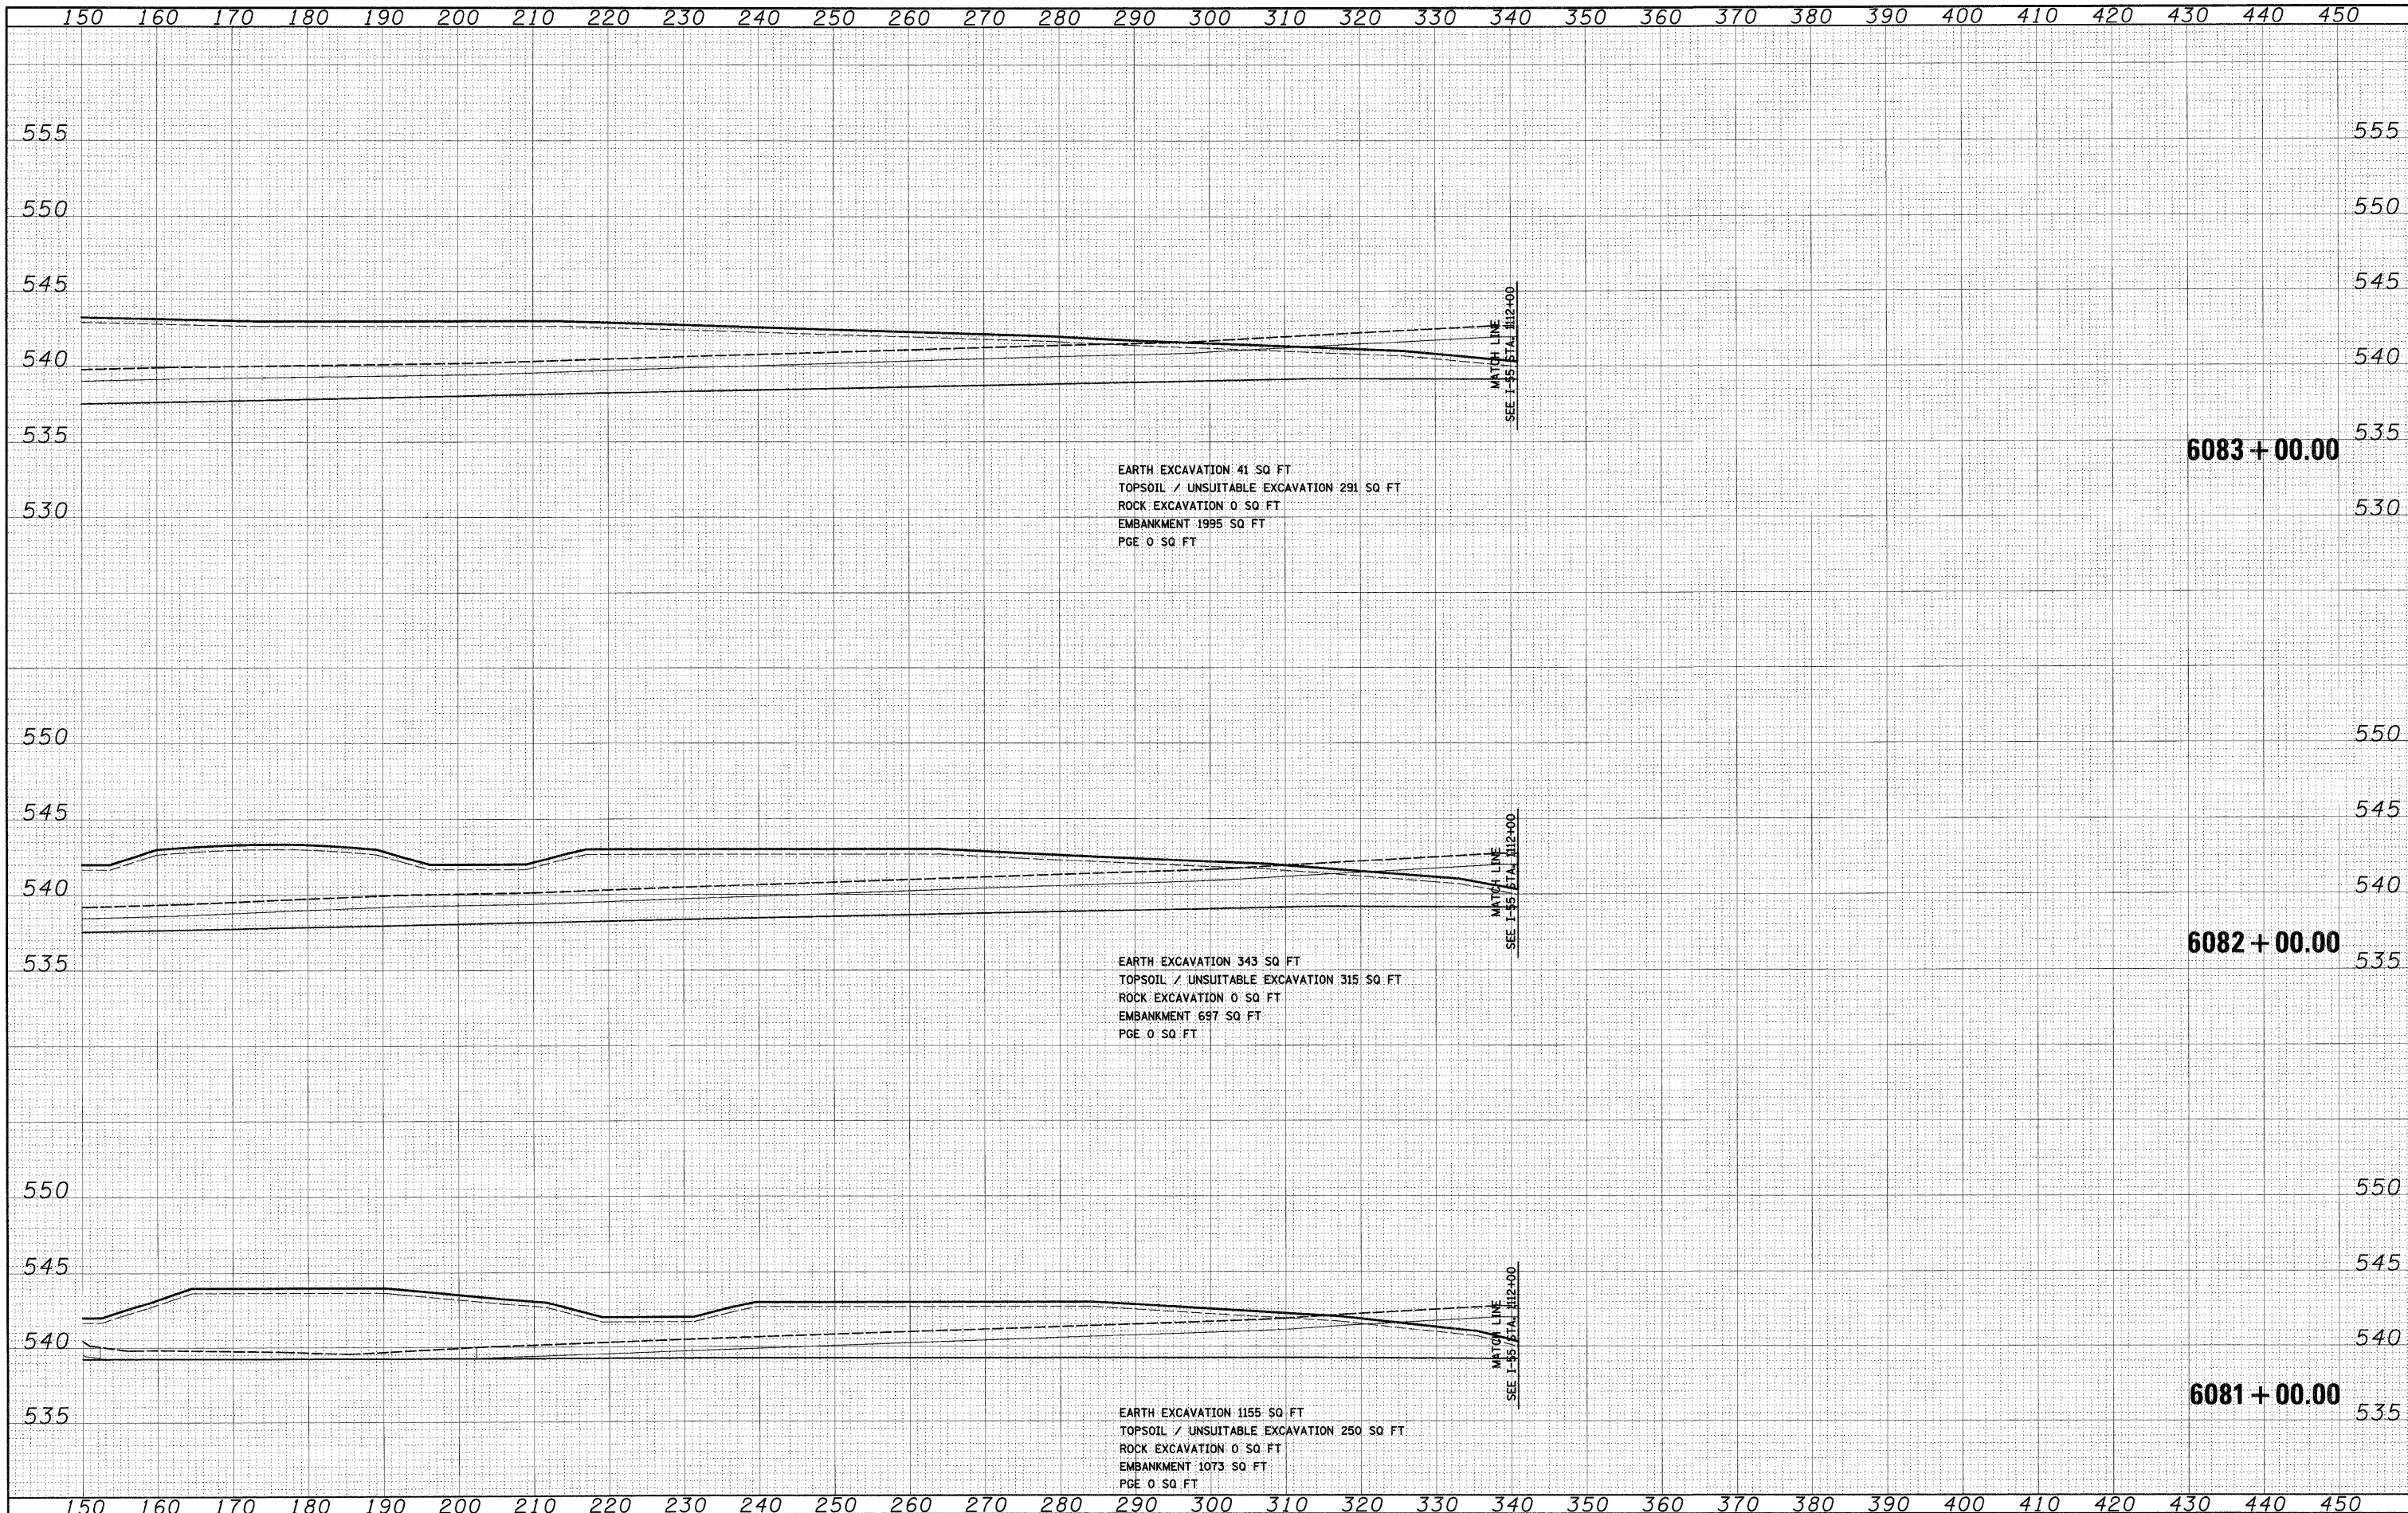 150 160 170 180 190 200 210 220 230 240 250 260 270 280 290 300 310 320 330 340 350 360 370 380 390 400 410 420 430 440 450
555 555
550 550
545 545
540 540
535 535
530 530
MATCH LINE
SEE I-55 STA. 1112+00
6083+00.00
EARTH EXCAVATION 41 SQ FT
TOPSOIL / UNSUITABLE EXCAVATION 291 SQ FT
ROCK EXCAVATION 0 SQ FT
EMBANKMENT 1995 SQ FT
PGE 0 SQ FT
550 550
545 545
540 540
535 535
MATCH LINE
SEE I-55 STA. 1112+00
6082+00.00
EARTH EXCAVATION 343 SQ FT
TOPSOIL / UNSUITABLE EXCAVATION 315 SQ FT
ROCK EXCAVATION 0 SQ FT
EMBANKMENT 697 SQ FT
PGE 0 SQ FT
550 550
545 545
540 540
535 535
MATCH LINE
SEE I-55 STA. 1112+00
6081+00.00
EARTH EXCAVATION 1155 SQ FT
TOPSOIL / UNSUITABLE EXCAVATION 250 SQ FT
ROCK EXCAVATION 0 SQ FT
EMBANKMENT 1073 SQ FT
PGE 0 SQ FT
150 160 170 180 190 200 210 220 230 240 250 260 270 280 290 300 310 320 330 340 350 360 370 380 390 400 410 420 430 440 450